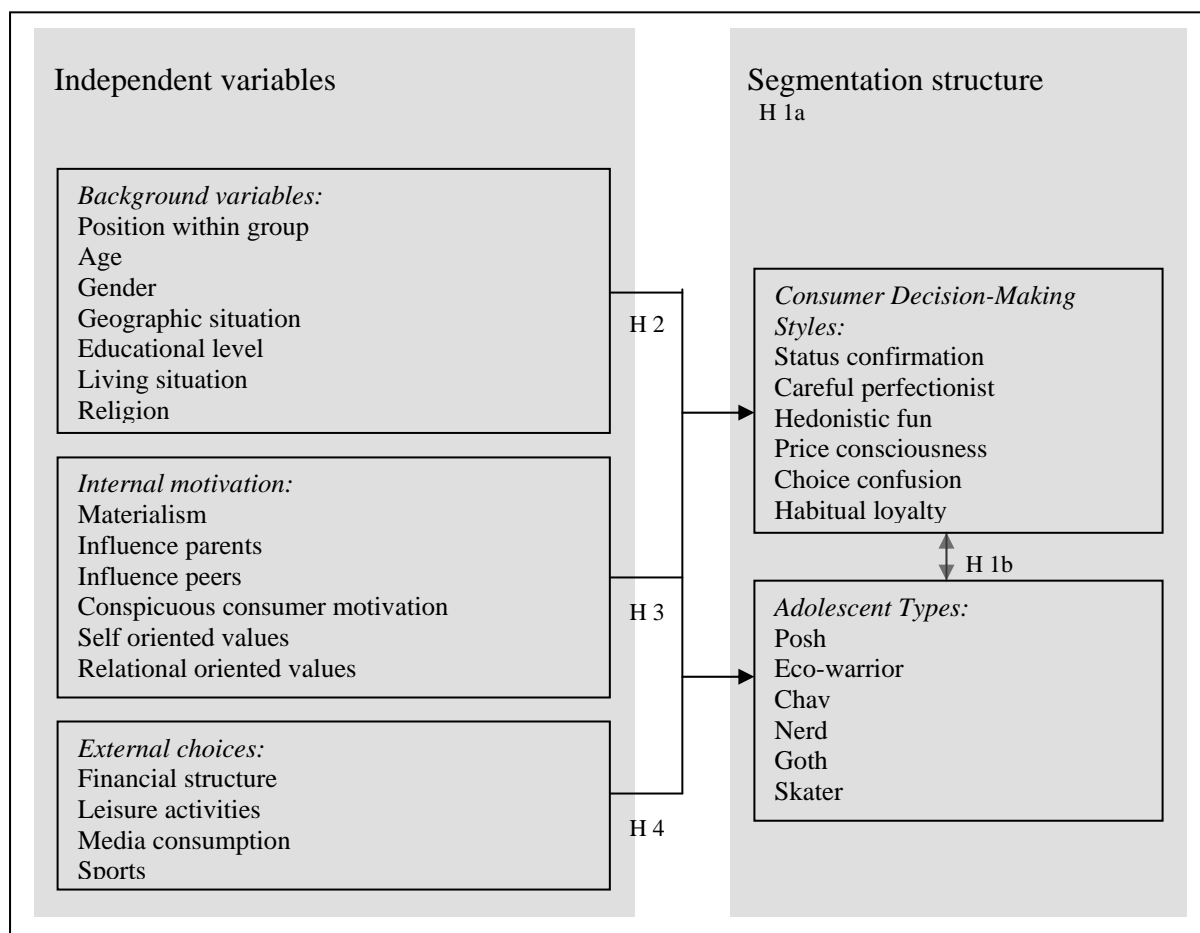 Independent variables
Background variables:
Position within group
Age
Gender
Geographic situation
Educational level
Living situation
Religion
H 2
Internal motivation:
Materialism
Influence parents
Influence peers
Conspicuous consumer motivation
Self oriented values
Relational oriented values
H 3
External choices:
Financial structure
Leisure activities
Media consumption
Sports
H 4
Segmentation structure
H 1a
Consumer Decision-Making
Styles:
Status confirmation
Careful perfectionist
Hedonistic fun
Price consciousness
Choice confusion
Habitual loyalty
H 1b
Adolescent Types:
Posh
Eco-warrior
Chav
Nerd
Goth
Skater